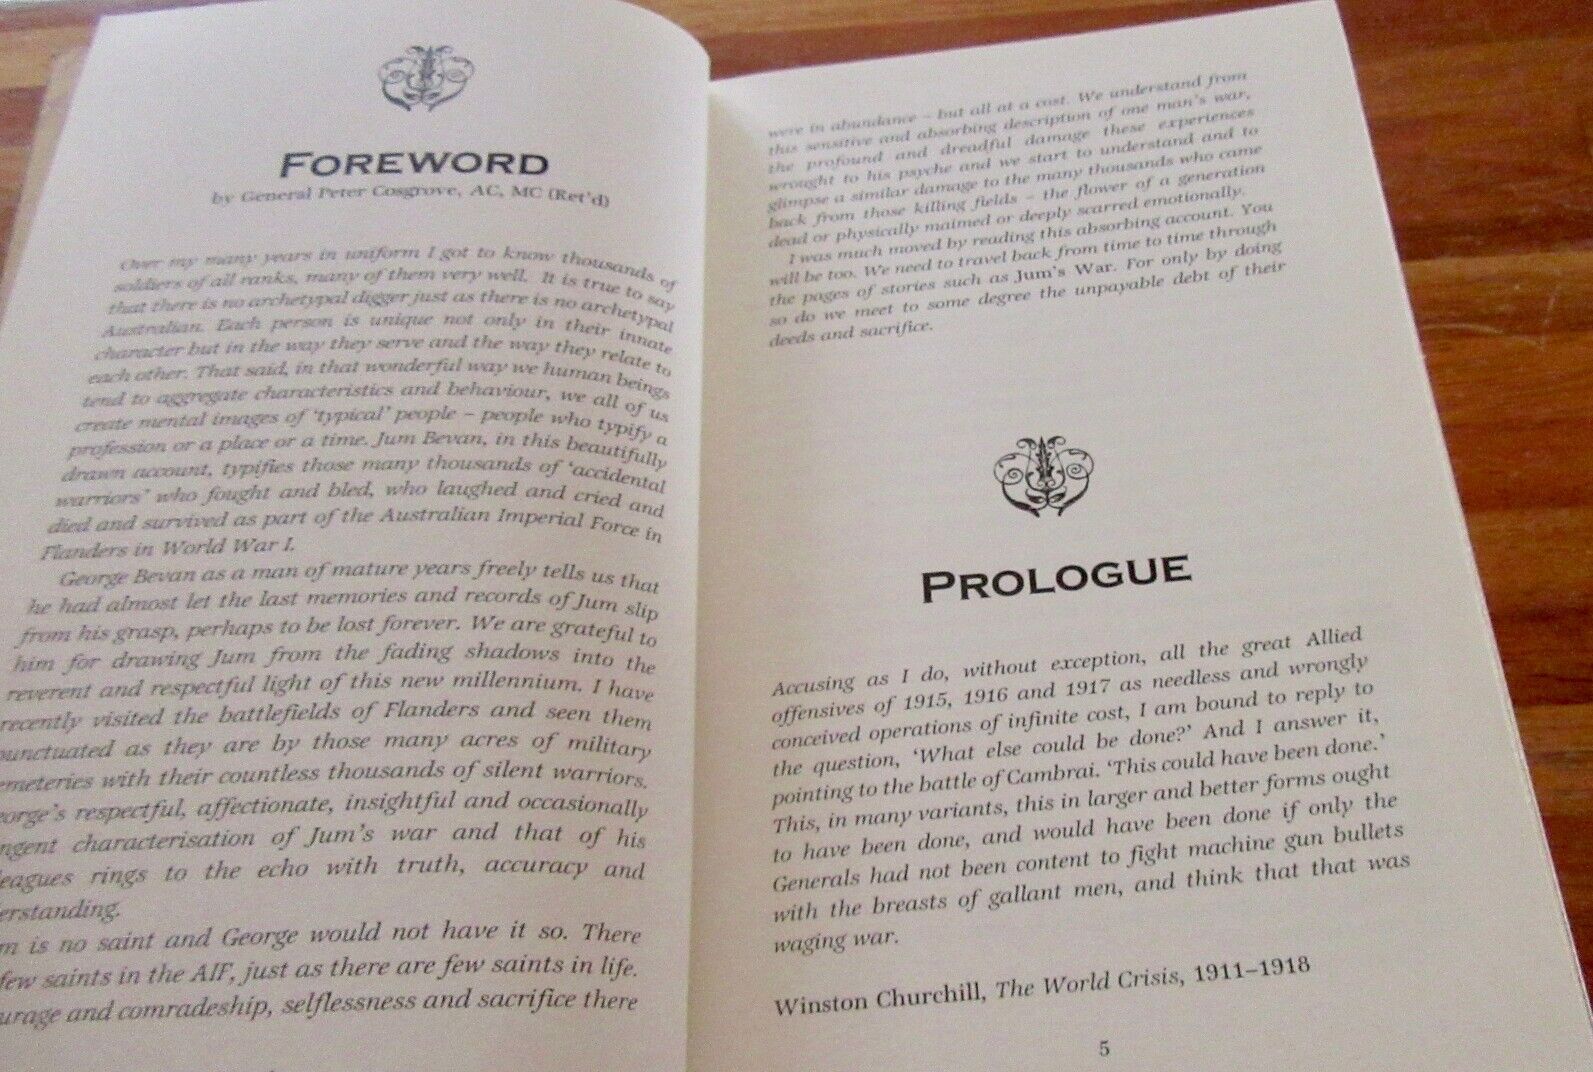 FOREWORD
by General Peter Cosgrove, AC, MC (Ret'd)
Over my many years in uniform I got to know thousands of
soldiers of all ranks, many of them very well. It is true to say
that there is no archetypal digger just as there is no archetypal
Australian. Each person is unique not only in their innate
character but in the way they serve and the way they relate to
each other. That said, in that wonderful way we human beings
tend to aggregate characteristics and behaviour, we all of us
create mental images of 'typical' people – people who typify a
profession or a place or a time. Jum Bevan, in this beautifully
drawn account, typifies those many thousands of 'accidental
warriors' who fought and bled, who laughed and cried and
died and survived as part of the Australian Imperial Force in
Flanders in World War I.
George Bevan as a man of mature years freely tells us that
he had almost let the last memories and records of Jum slip
from his grasp, perhaps to be lost forever. We are grateful to
him for drawing Jum from the fading shadows into the
reverent and respectful light of this new millennium. I have
recently visited the battlefields of Flanders and seen them
punctuated as they are by those many acres of military
emeteries with their countless thousands of silent warriors.
eorge's respectful, affectionate, insightful and occasionally
ngent characterisation of Jum's war and that of his
leagues rings to the echo with truth, accuracy and
erstanding.
m is no saint and George would not have it so. There
few saints in the AIF, just as there are few saints in life.
urage and comradeship, selflessness and sacrifice there
were in abundance – but all at a cost. We understand from
this sensitive and absorbing description of one man's war,
the profound and dreadful damage these experiences
wrought to his psyche and we start to understand and to
glimpse a similar damage to the many thousands who came
back from those killing fields – the flower of a generation
dead or physically maimed or deeply scarred emotionally.
I was much moved by reading this absorbing account. You
will be too. We need to travel back from time to time through
the pages of stories such as Jum's War. For only by doing
so do we meet to some degree the unpayable debt of their
deeds and sacrifice.
PROLOGUE
Accusing as I do, without exception, all the great Allied
offensives of 1915, 1916 and 1917 as needless and wrongly
conceived operations of infinite cost, I am bound to reply to
the question, 'What else could be done?' And I answer it,
pointing to the battle of Cambrai. 'This could have been done.'
This, in many variants, this in larger and better forms ought
to have been done, and would have been done if only the
Generals had not been content to fight machine gun bullets
with the breasts of gallant men, and think that that was
waging war.
Winston Churchill, The World Crisis, 1911–1918
5